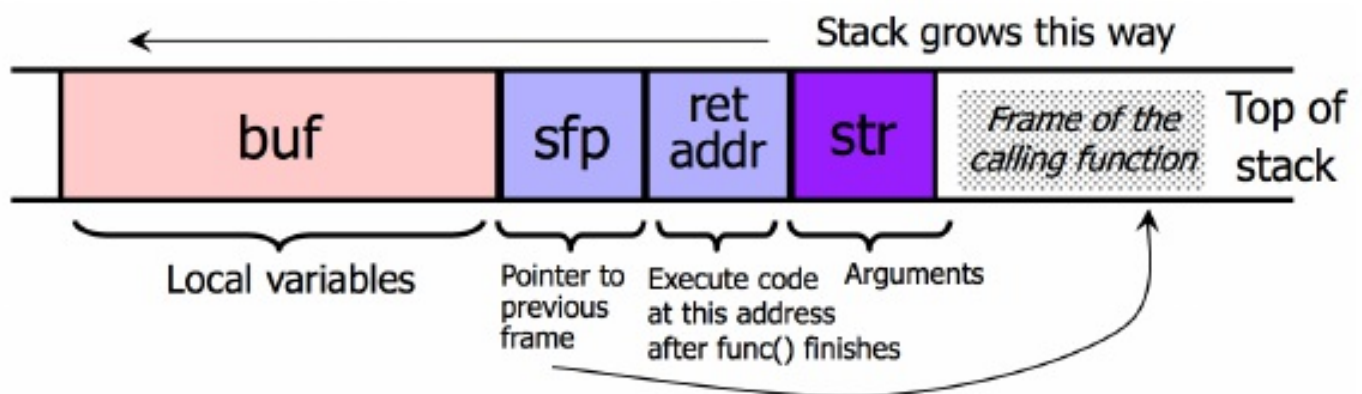 Stack grows this way
buf
sfp
ret
addr
str
Frame of the
calling function
Top of
stack
Local variables
Pointer to
previous
frame
Execute code
at this address
after func() finishes
Arguments